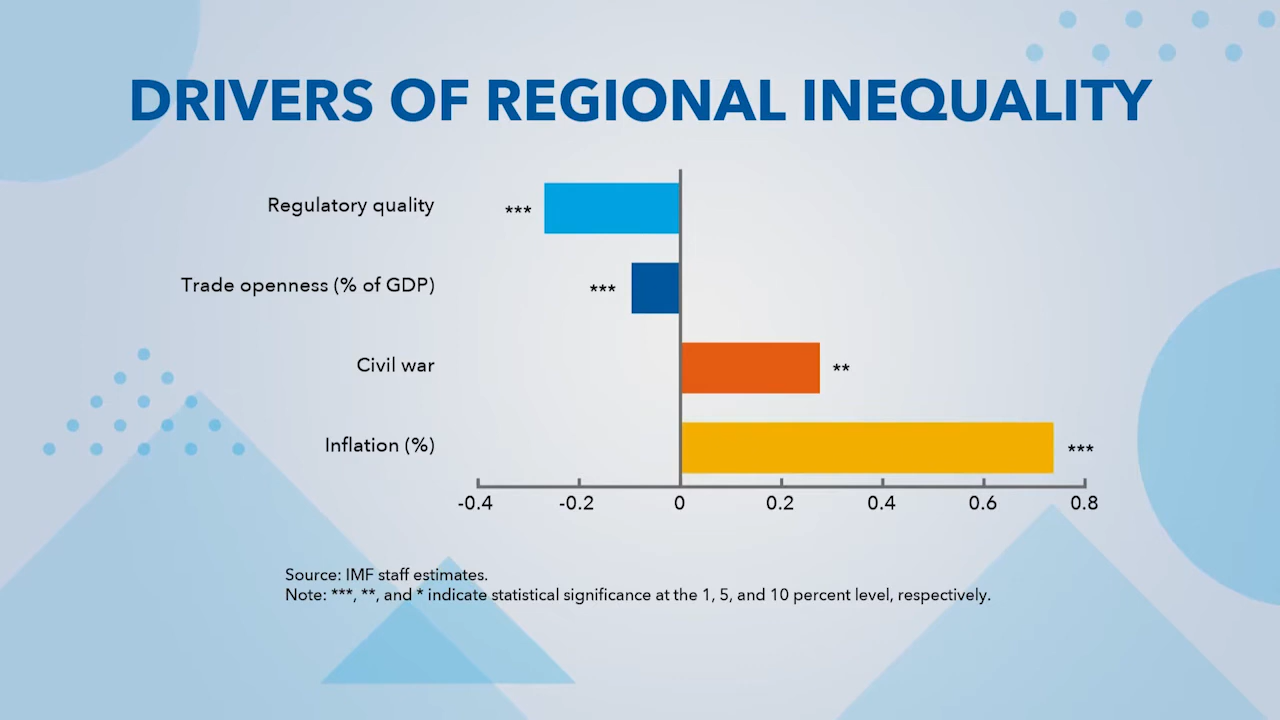 DRIVERS OF REGIONAL INEQUALITY
Regulatory quality ***
Trade openness (% of GDP) ***
Civil war **
Inflation (%) ***
-0.4 -0.2 0 0.2 0.4 0.6 0.8
Source: IMF staff estimates.
Note: ***, **, and * indicate statistical significance at the 1, 5, and 10 percent level, respectively.